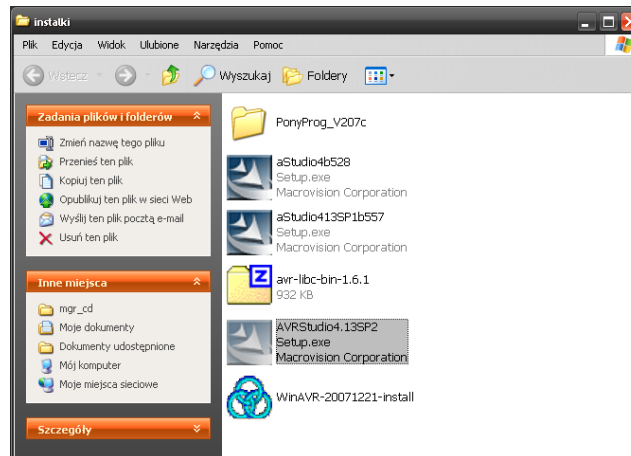 instalki
Plik Edycja Widok Ulubione Narzędzia Pomoc
Wstecz Wyszukaj Foldery
Zadania plików i folderów
Zmień nazwę tego pliku
Przenieś ten plik
Kopiuj ten plik
Opublikuj ten plik w sieci Web
Wyślij ten plik pocztą e-mail
Usuń ten plik
Inne miejsca
mgr_cd
Moje dokumenty
Dokumenty udostępnione
Mój komputer
Moje miejsca sieciowe
Szczegóły
PonyProg_V207c
aStudio4b528
Setup.exe
Macrovision Corporation
aStudio413SP1b557
Setup.exe
Macrovision Corporation
Z
avr-libc-bin-1.6.1
932 KB
AVRStudio4.13SP2
Setup.exe
Macrovision Corporation
WinAVR-20071221-install